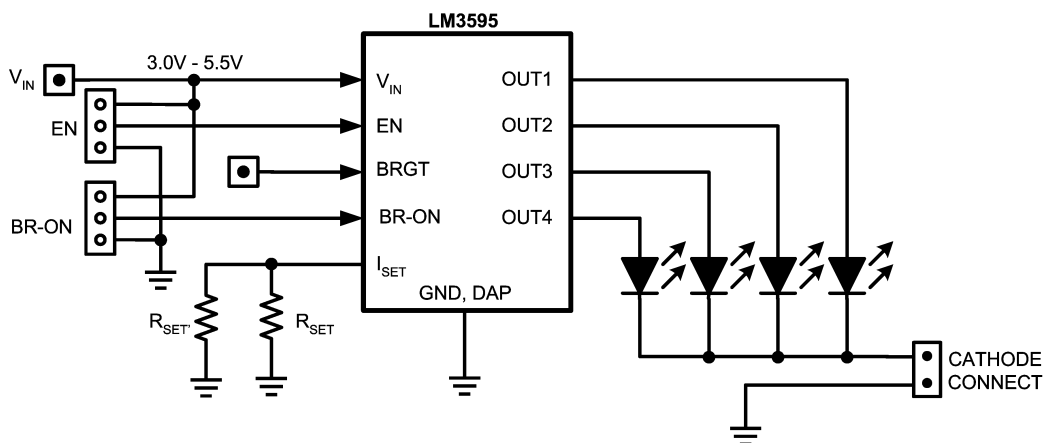 LM3595
3.0V - 5.5V
V_IN
V_IN
OUT1
EN
EN
OUT2
BRGT
OUT3
BR-ON
BR-ON
OUT4
I_SET
GND, DAP
R_SET'
R_SET
CATHODE
CONNECT